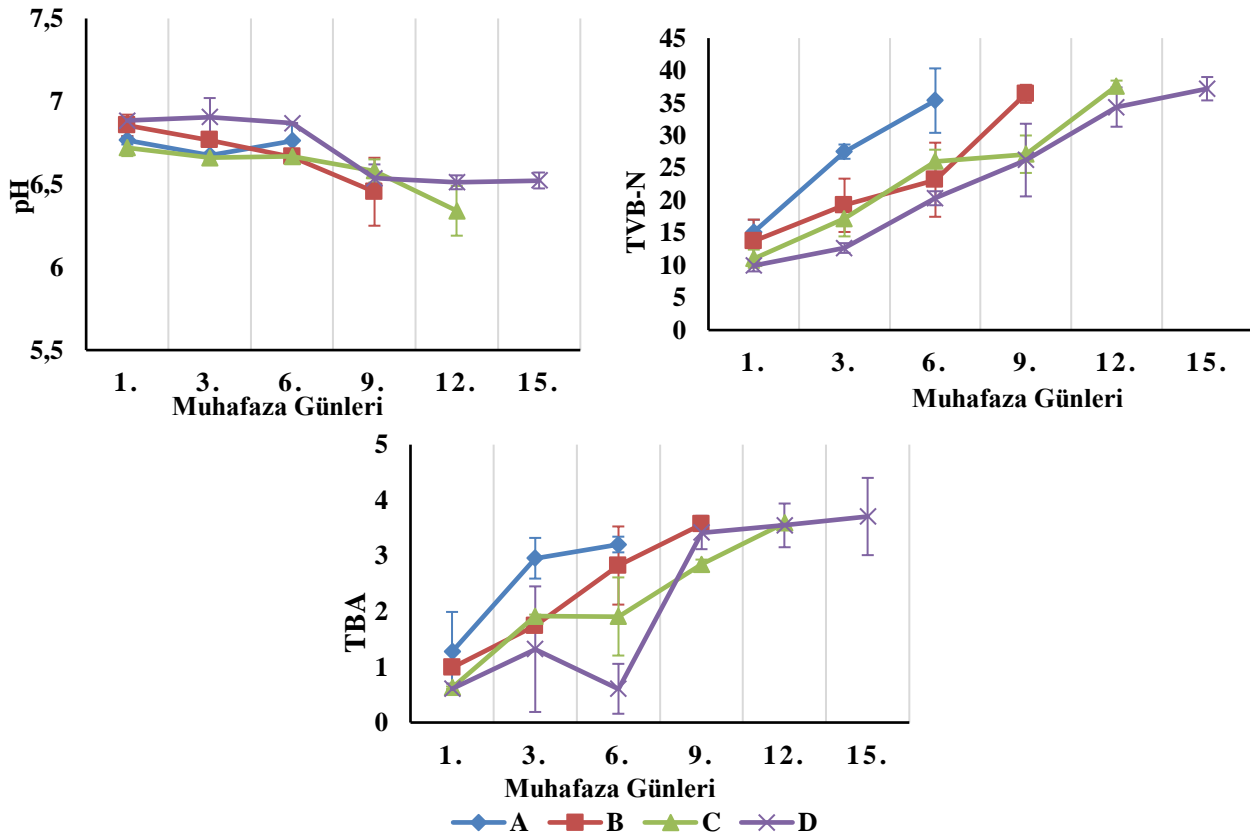 7,5
7
6,5
6
5,5
pH
1. 3. 6. 9. 12. 15.
Muhafaza Günleri
45
40
35
30
25
20
15
10
5
0
TVB-N
1. 3. 6. 9. 12. 15.
Muhafaza Günleri
5
4
3
2
1
0
TBA
1. 3. 6. 9. 12. 15.
Muhafaza Günleri
A B C D